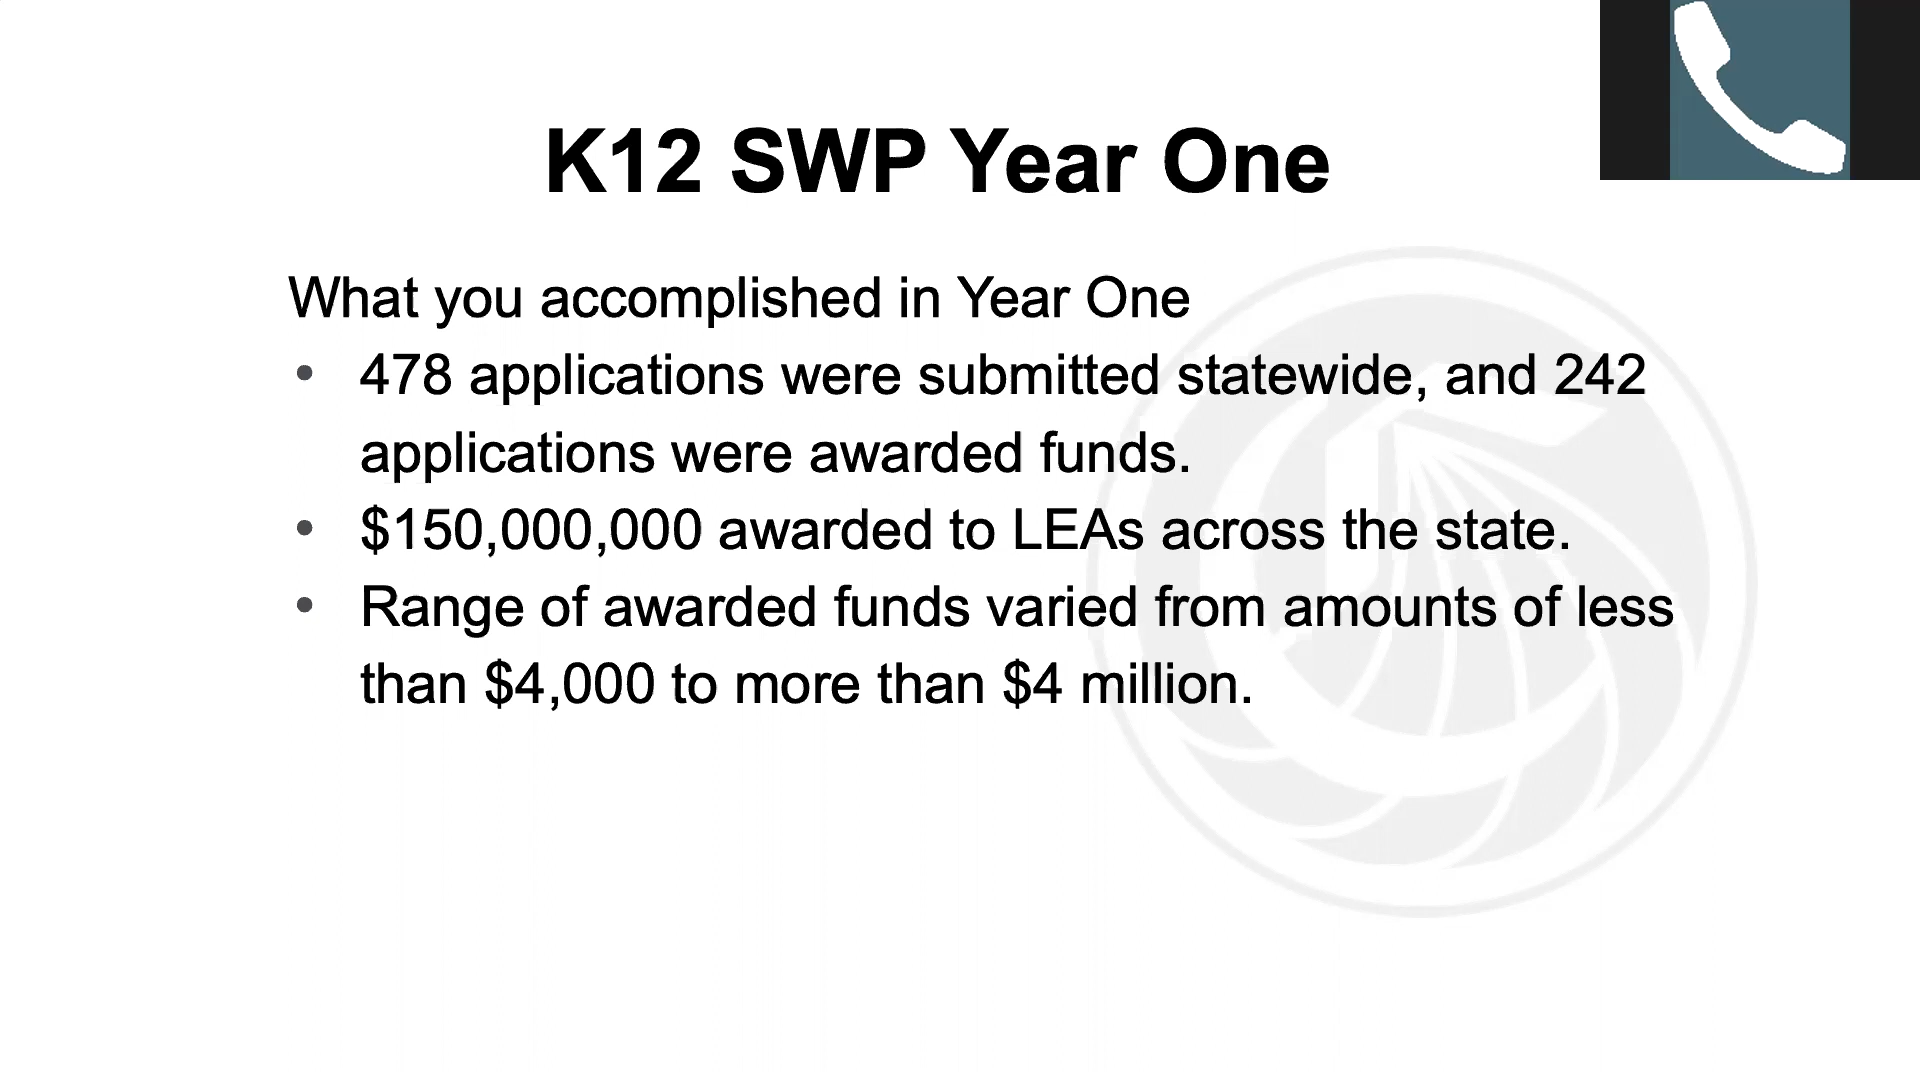 K12 SWP Year One
What you accomplished in Year One
• 478 applications were submitted statewide, and 242
applications were awarded funds.
• $150,000,000 awarded to LEAs across the state.
• Range of awarded funds varied from amounts of less
than $4,000 to more than $4 million.